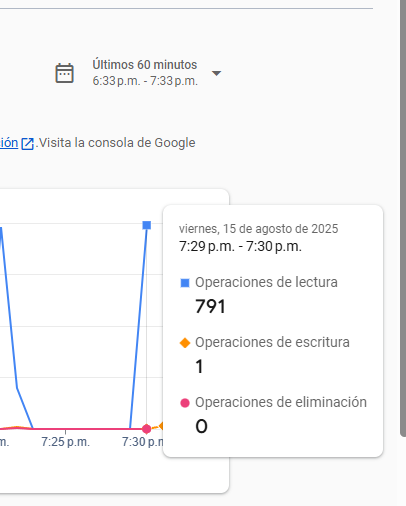 Últimos 60 minutos
6:33 p.m. - 7:33 p.m.
ión .Visita la consola de Google
viernes, 15 de agosto de 2025
7:29 p.m. - 7:30 p.m.
Operaciones de lectura
791
Operaciones de escritura
1
Operaciones de eliminación
0
m. 7:25 p.m. 7:30 p.m